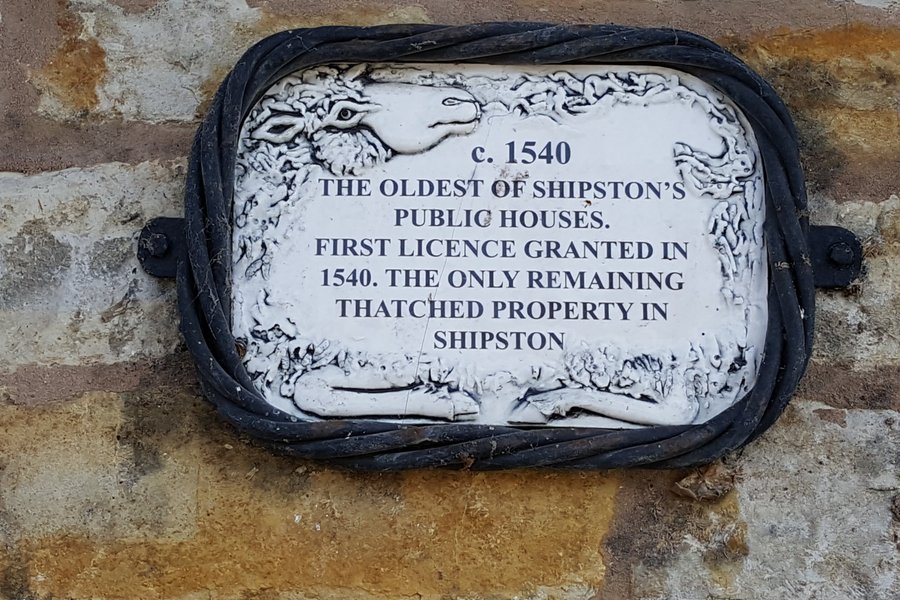 c. 1540
THE OLDEST OF SHIPSTON'S
PUBLIC HOUSES.
FIRST LICENCE GRANTED IN
1540. THE ONLY REMAINING
THATCHED PROPERTY IN
SHIPSTON